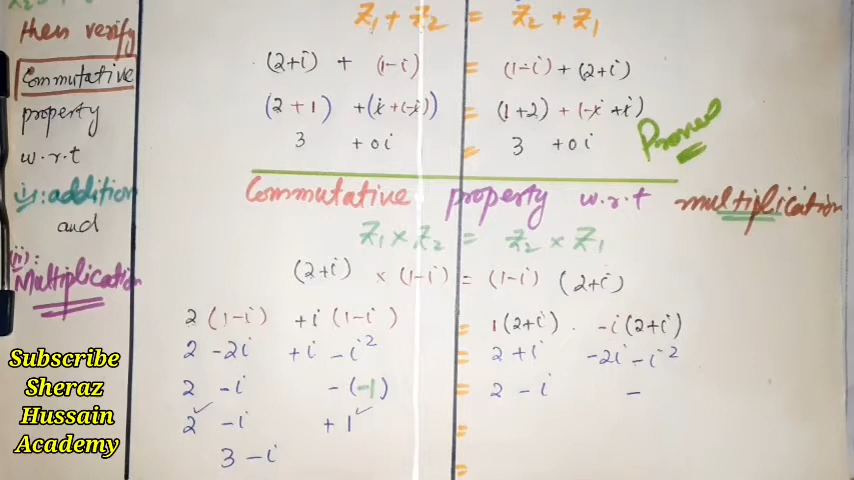 Z₁ + Z₂ = Z₂ + Z₁
then verify
commutative
property
w.r.t
i): addition
and
(ii):
Multiplication
(2+i) + (1-i) = (1-i) + (2+i)
(2+1) +(i+(-i)) = (1+2) + (-i+i)
3 +0i = 3 +0i
Proved
Commutative property w.r.t multiplication
Z₁ × Z₂ = Z₂ × Z₁
(2+i) × (1-i) = (1-i) (2+i)
2 (1-i) +i (1-i) = 1(2+i) -i(2+i)
2 -2i +i -i² = 2 +i -2i -i²
2 -i -(-1) = 2 -i -
2 -i +1 =
3 -i =
Subscribe
Sheraz
Hussain
Academy